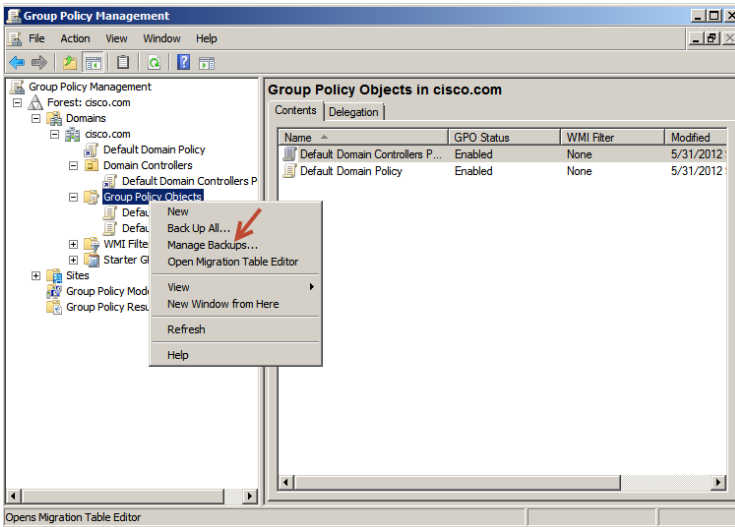 Group Policy Management
File Action View Window Help
Group Policy Management
Forest: cisco.com
Domains
cisco.com
Default Domain Policy
Domain Controllers
Default Domain Controllers P
Group Policy Objects
Defau
Defau
WMI Filte
Starter Gl
Sites
Group Policy Mode
Group Policy Resu
New
Back Up All...
Manage Backups...
Open Migration Table Editor
View
New Window from Here
Refresh
Help
Group Policy Objects in cisco.com
Contents Delegation
Name GPO Status WMI Filter Modified
Default Domain Controllers P... Enabled None 5/31/2012
Default Domain Policy Enabled None 5/31/2012
Opens Migration Table Editor